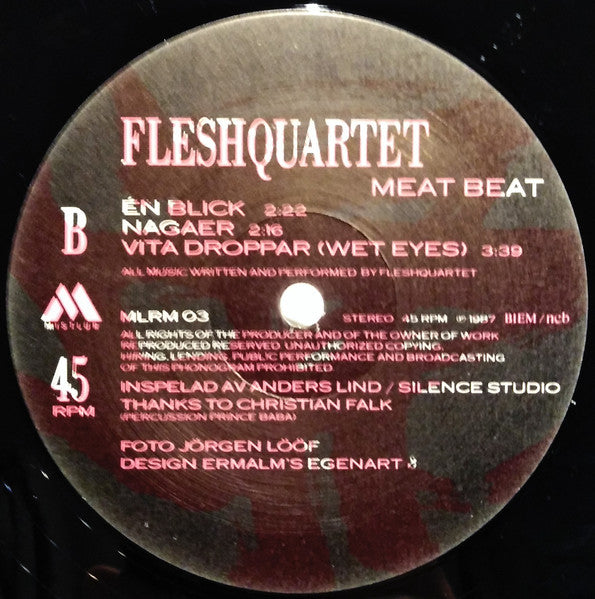 FLESHQUARTET
MEAT BEAT
B
ÉN BLICK 2:22
NAGAER 2:16
VITA DROPPAR (WET EYES) 3:39
ALL MUSIC WRITTEN AND PERFORMED BY FLESHQUARTET
M
MISTLUR
MLRM 03
STEREO 45 RPM ℗ 1987 BIEM/ncb
ALL RIGHTS OF THE PRODUCER AND OF THE OWNER OF WORK
REPRODUCED RESERVED UNAUTHORIZED COPYING,
HIRING, LENDING, PUBLIC PERFORMANCE AND BROADCASTING
OF THIS PHONOGRAM PROHIBITED
45
RPM
INSPELAD AV ANDERS LIND / SILENCE STUDIO
THANKS TO CHRISTIAN FALK
(PERCUSSION PRINCE BABA)
FOTO JÖRGEN LÖÖF
DESIGN ERMALM'S EGENART